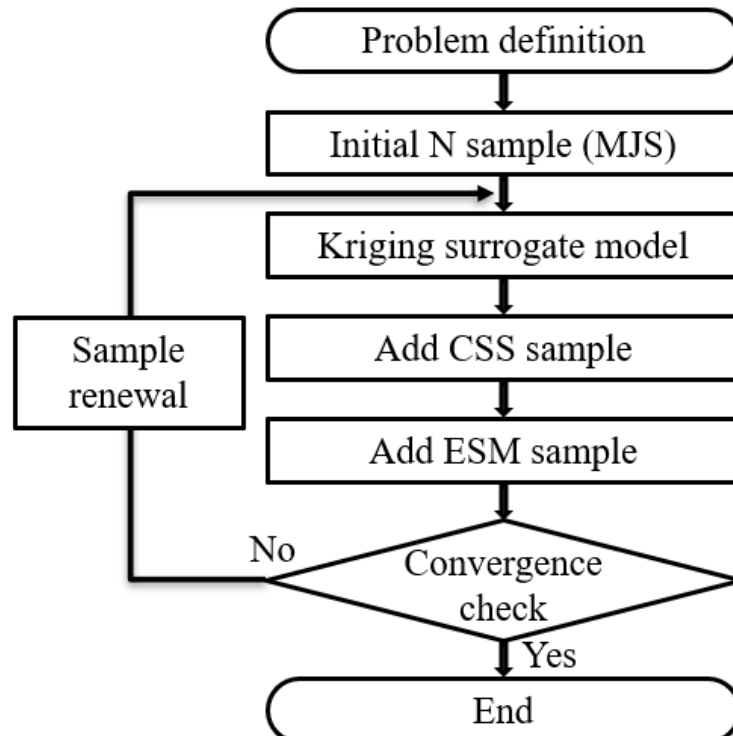 Problem definition
Initial N sample (MJS)
Kriging surrogate model
Sample
renewal
Add CSS sample
Add ESM sample
No
Convergence
check
Yes
End